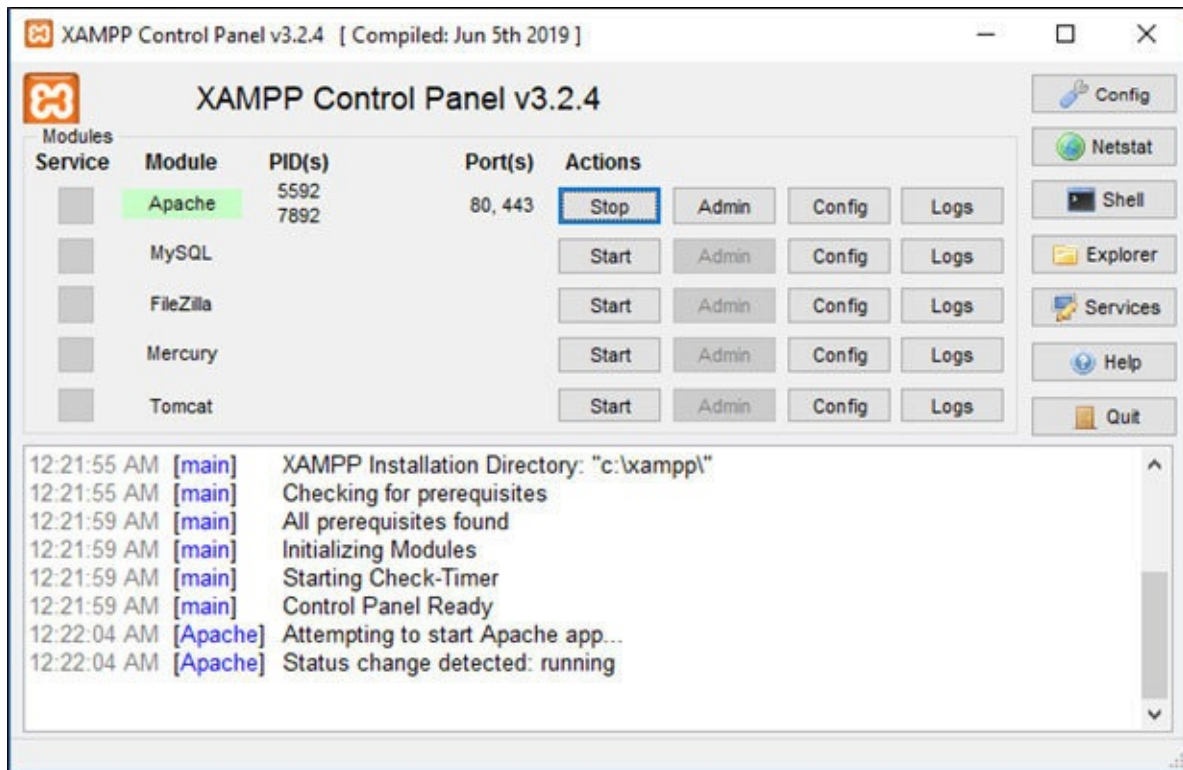 XAMPP Control Panel v3.2.4 [ Compiled: Jun 5th 2019 ]
XAMPP Control Panel v3.2.4
Config
Modules
Netstat
Service Module PID(s) Port(s) Actions
Apache 5592 7892 80, 443 Stop Admin Config Logs
Shell
MySQL Start Admin Config Logs
Explorer
FileZilla Start Admin Config Logs
Services
Mercury Start Admin Config Logs
Help
Tomcat Start Admin Config Logs
Quit
12:21:55 AM [main] XAMPP Installation Directory: "c:\xampp\"
12:21:55 AM [main] Checking for prerequisites
12:21:59 AM [main] All prerequisites found
12:21:59 AM [main] Initializing Modules
12:21:59 AM [main] Starting Check-Timer
12:21:59 AM [main] Control Panel Ready
12:22:04 AM [Apache] Attempting to start Apache app...
12:22:04 AM [Apache] Status change detected: running